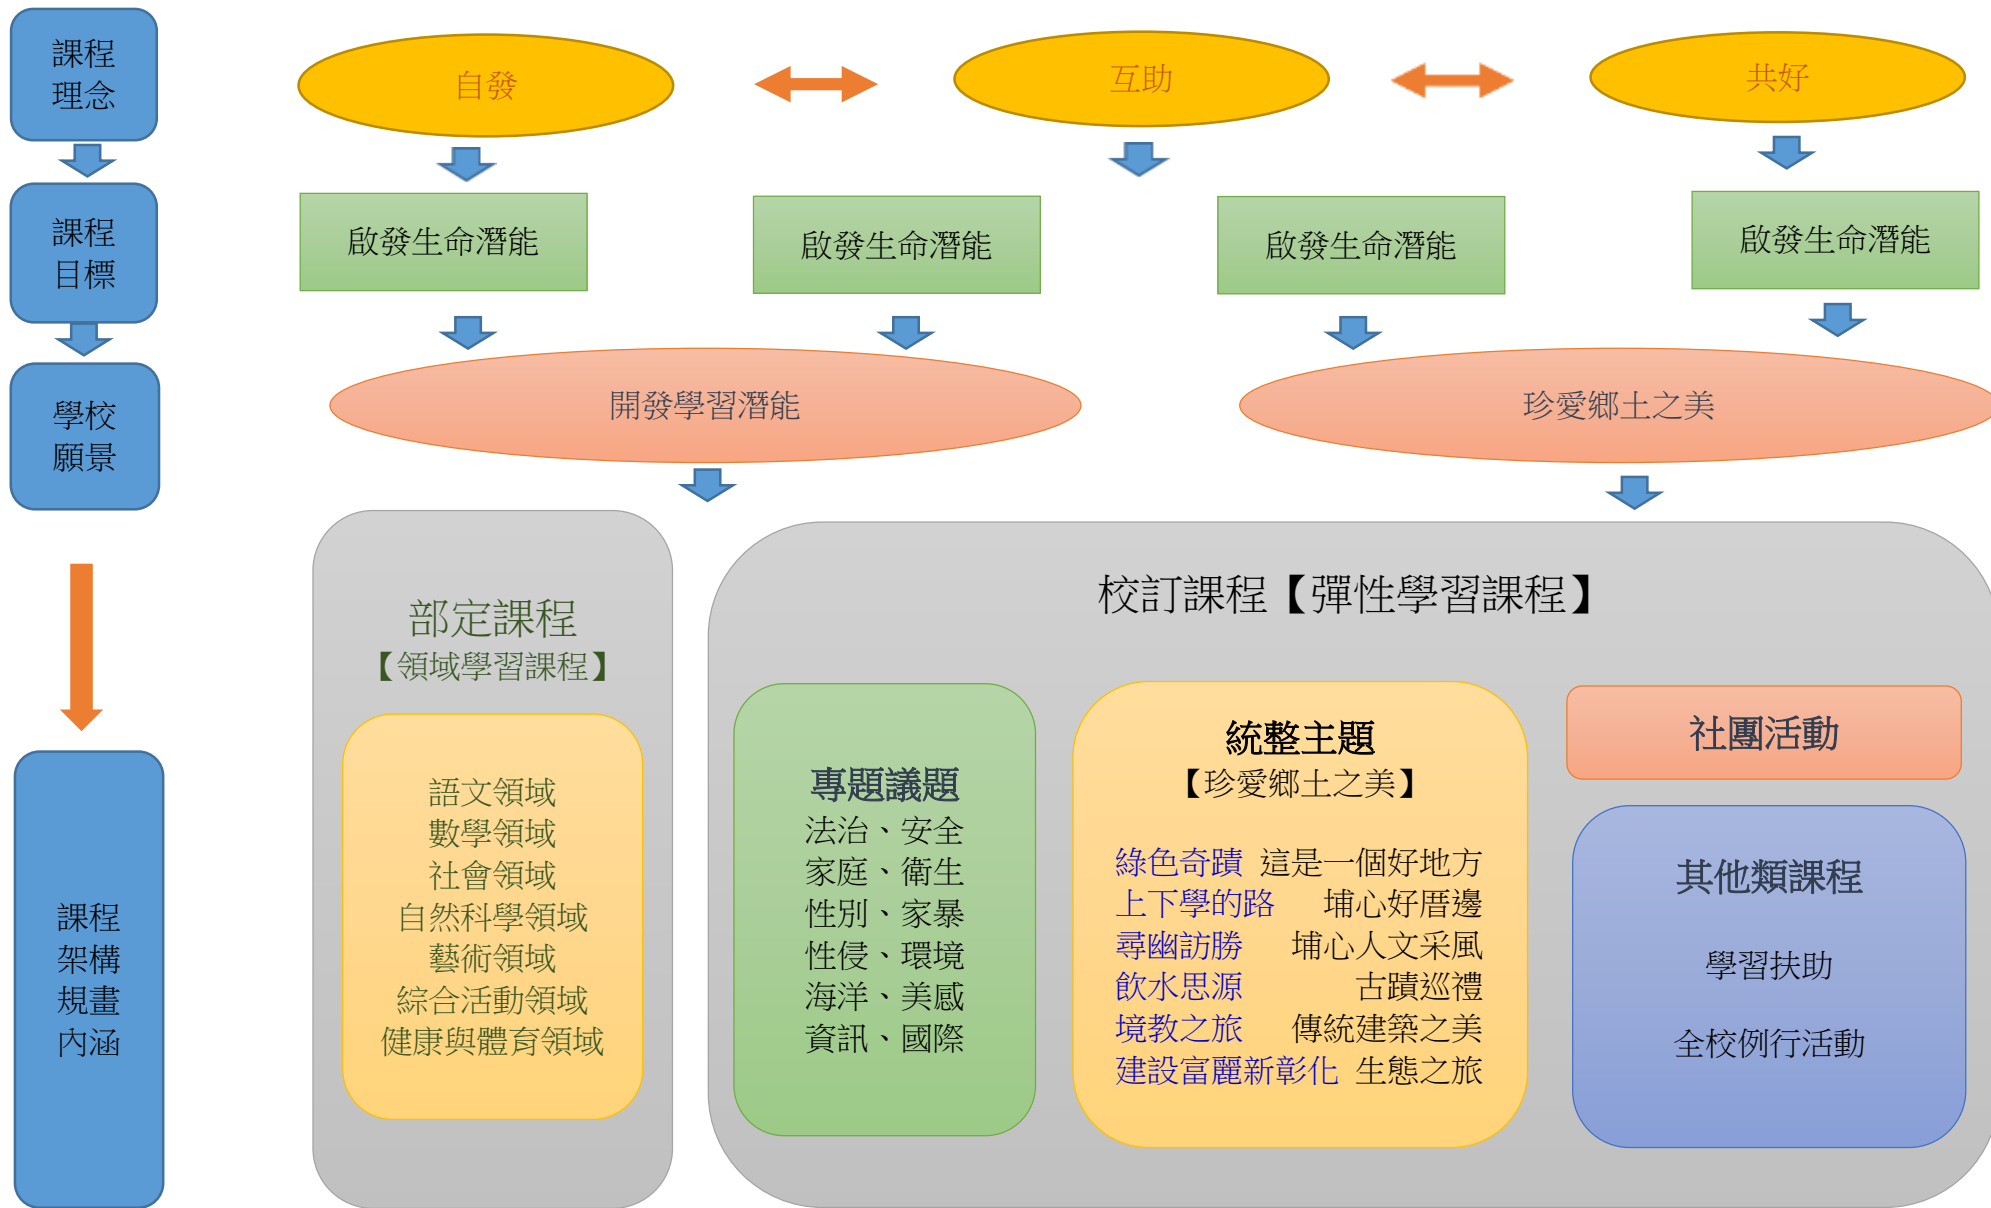 課程
理念
自發
互助
共好
課程
目標
啟發生命潛能
啟發生命潛能
啟發生命潛能
啟發生命潛能
學校
願景
開發學習潛能
珍愛鄉土之美
課程
架構
規畫
內涵
部定課程
【領域學習課程】
語文領域
數學領域
社會領域
自然科學領域
藝術領域
綜合活動領域
健康與體育領域
校訂課程【彈性學習課程】
專題議題
法治、安全
家庭、衛生
性別、家暴
性侵、環境
海洋、美感
資訊、國際
統整主題
【珍愛鄉土之美】
綠色奇蹟 這是一個好地方
上下學的路 埔心好厝邊
尋幽訪勝 埔心人文采風
飲水思源 古蹟巡禮
境教之旅 傳統建築之美
建設富麗新彰化 生態之旅
社團活動
其他類課程
學習扶助
全校例行活動